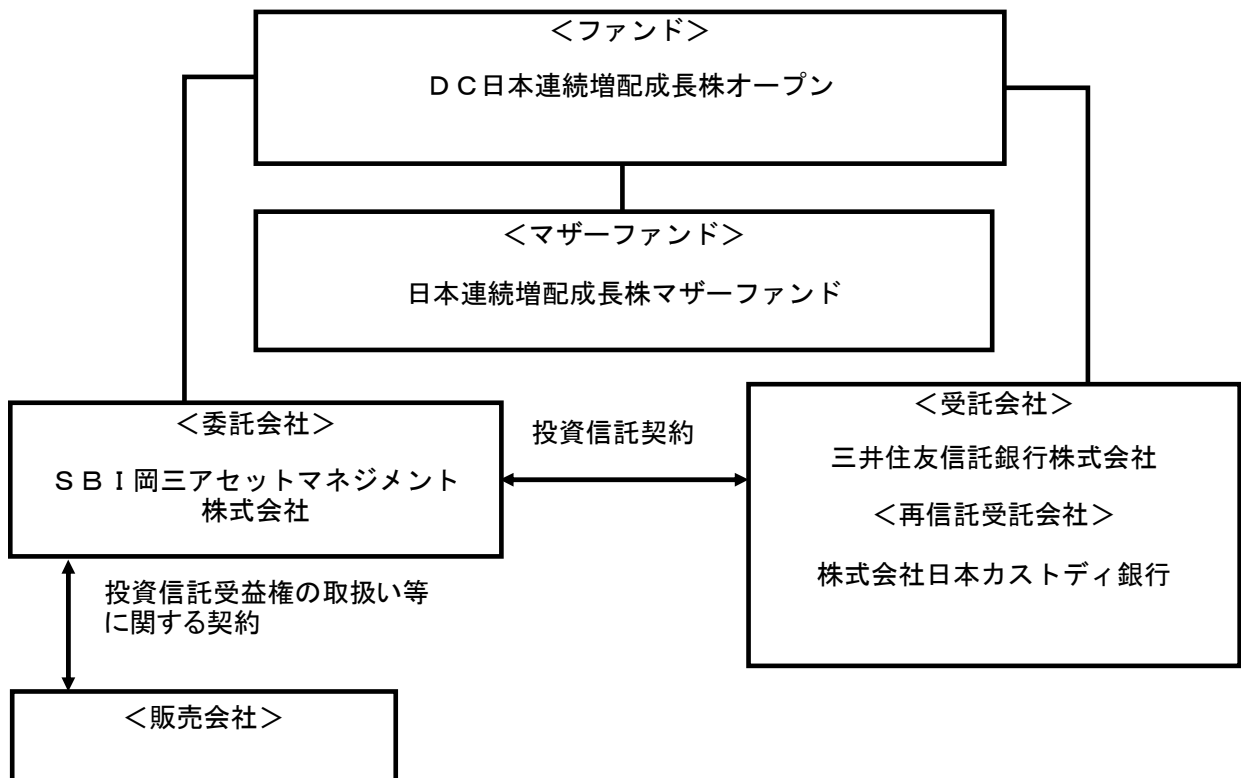 ＜ファンド＞
ＤＣ日本連続増配成長株オープン
＜マザーファンド＞
日本連続増配成長株マザーファンド
＜委託会社＞
ＳＢＩ岡三アセットマネジメント
株式会社
投資信託契約
＜受託会社＞
三井住友信託銀行株式会社
＜再信託受託会社＞
株式会社日本カストディ銀行
投資信託受益権の取扱い等
に関する契約
＜販売会社＞